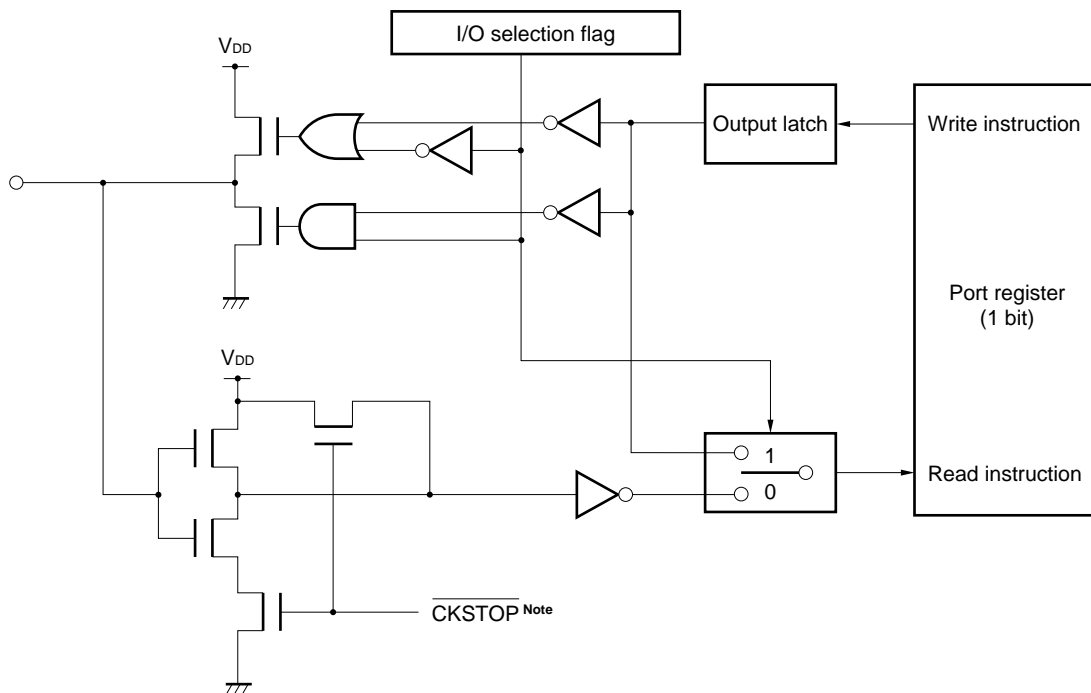 I/O selection flag
VDD
Output latch
Write instruction
Port register
(1 bit)
VDD
1
0
Read instruction
CKSTOP Note